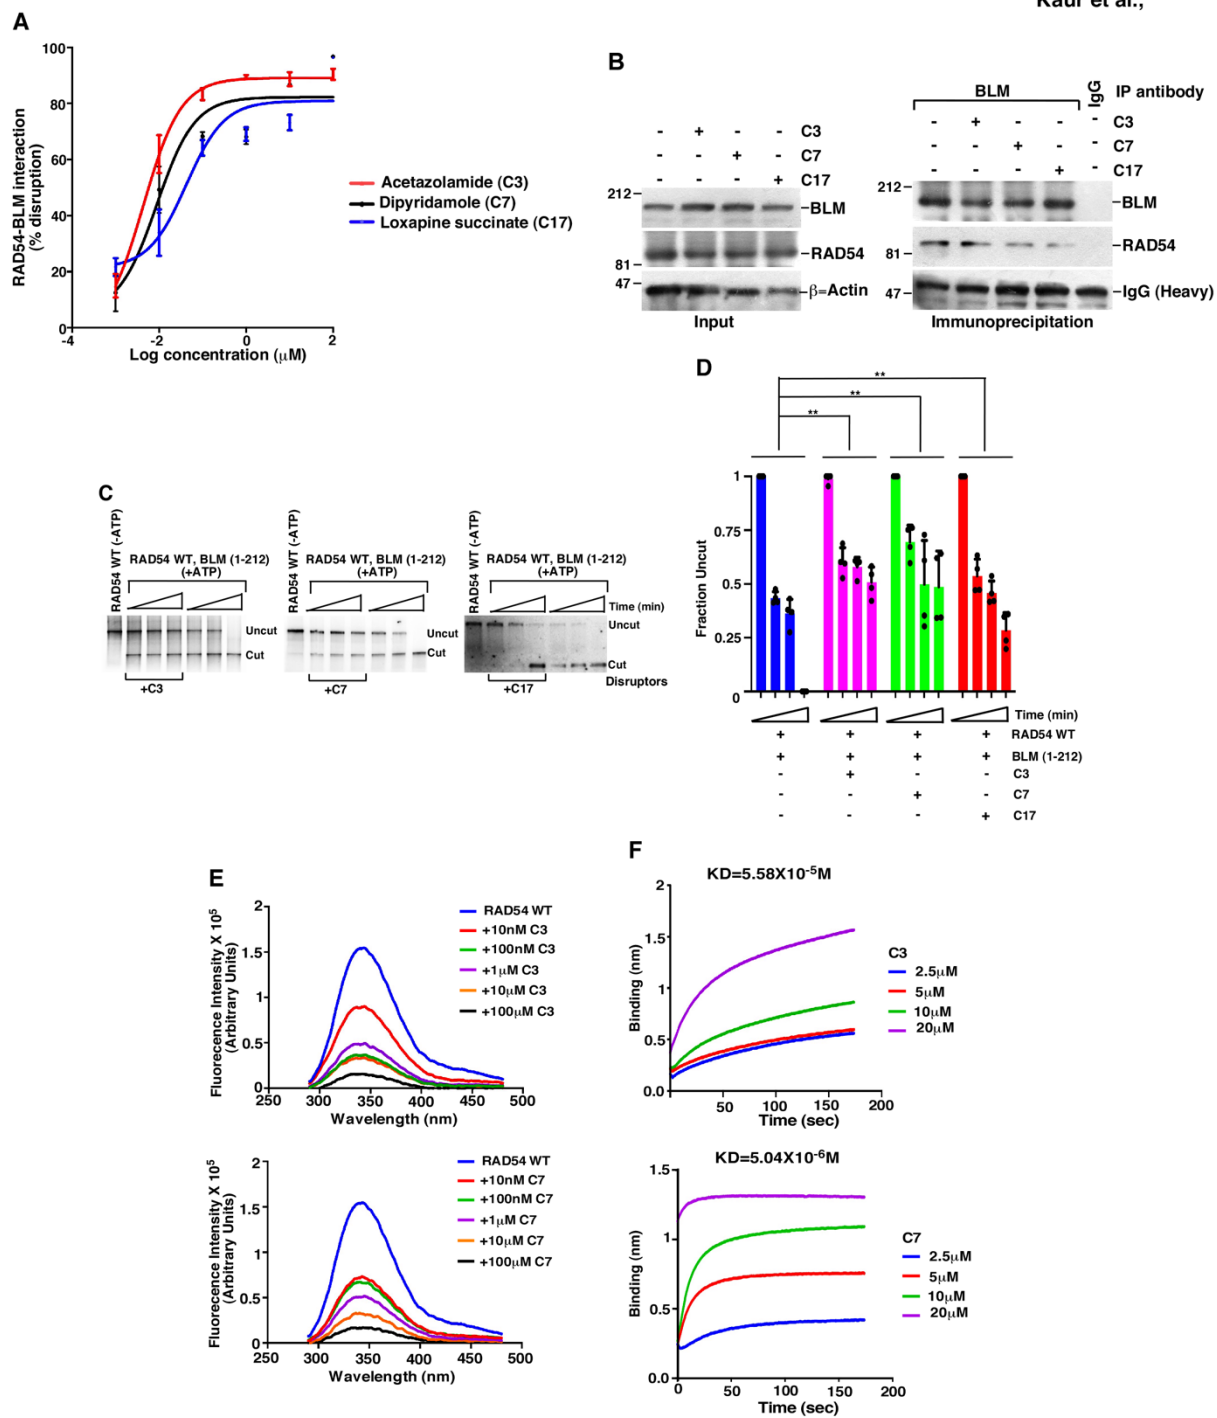 Kaur et al.,
A
100
80
60
40
20
0
-4
-2
0
2
RAD54-BLM interaction
(% disruption)
Log concentration (μM)
Acetazolamide (C3)
Dipyridamole (C7)
Loxapine succinate (C17)
B
- + - - C3
- - + - C7
- - - + C17
212
BLM
RAD54
81
47
β=Actin
Input
BLM
IgG
IP antibody
- + - - - C3
- - + - - C7
- - - + C17
212
BLM
RAD54
81
47
IgG (Heavy)
Immunoprecipitation
C
RAD54 WT (-ATP)
RAD54 WT, BLM (1-212)
(+ATP)
Uncut
Cut
+C3
RAD54 WT (-ATP)
RAD54 WT, BLM (1-212)
(+ATP)
Uncut
Cut
+C7
RAD54 WT (-ATP)
RAD54 WT, BLM (1-212)
(+ATP)
Time (min)
Uncut
Cut
+C17
Disruptors
D
**
**
**
1
0.75
0.5
0.25
0
Fraction Uncut
Time (min)
+ + + + RAD54 WT
+ + + + BLM (1-212)
- + - - C3
- - + - C7
- - - + C17
E
2
1.5
1
0.5
0
250 300 350 400 450 500
Fluorecence Intensity X 10⁵
(Arbitrary Units)
Wavelength (nm)
RAD54 WT
+10nM C3
+100nM C3
+1μM C3
+10μM C3
+100μM C3
2
1.5
1
0.5
0
250 300 350 400 450 500
Fluorescence Intensity X 10⁵
(Arbitrary Units)
Wavelength (nm)
RAD54 WT
+10nM C7
+100nM C7
+1μM C7
+10μM C7
+100μM C7
F
KD=5.58X10⁻⁵M
2
1.5
1
0.5
0.0
50 100 150 200
Binding (nm)
Time (sec)
C3
2.5μM
5μM
10μM
20μM
KD=5.04X10⁻⁶M
1.5
1.0
0.5
0.0
0 50 100 150 200
Binding (nm)
Time (sec)
C7
2.5μM
5μM
10μM
20μM